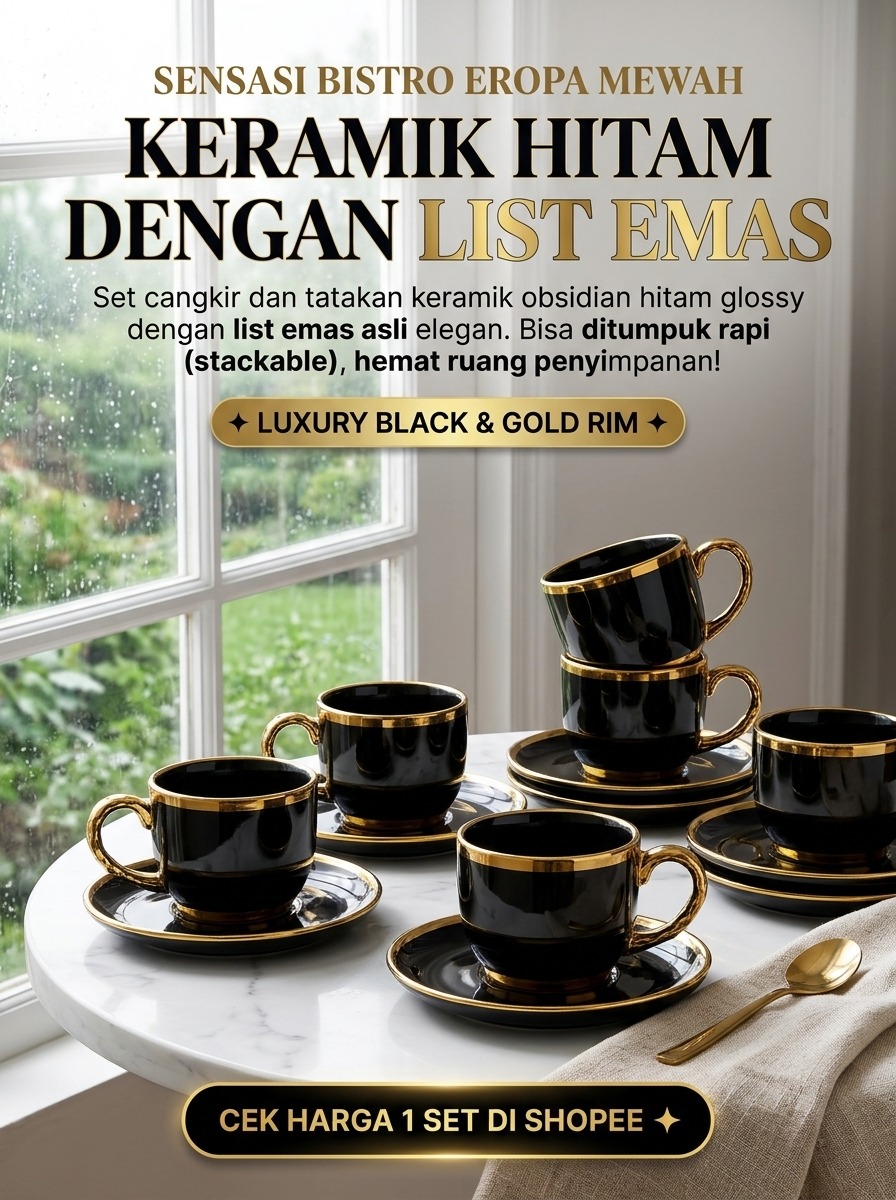 SENSASI BISTRO EROPA MEWAH
KERAMIK HITAM
DENGAN LIST EMAS
Set cangkir dan tatakan keramik obsidian hitam glossy
dengan list emas asli elegan. Bisa ditumpuk rapi
(stackable), hemat ruang penyimpanan!
✦ LUXURY BLACK & GOLD RIM ✦
CEK HARGA 1 SET DI SHOPEE ✦